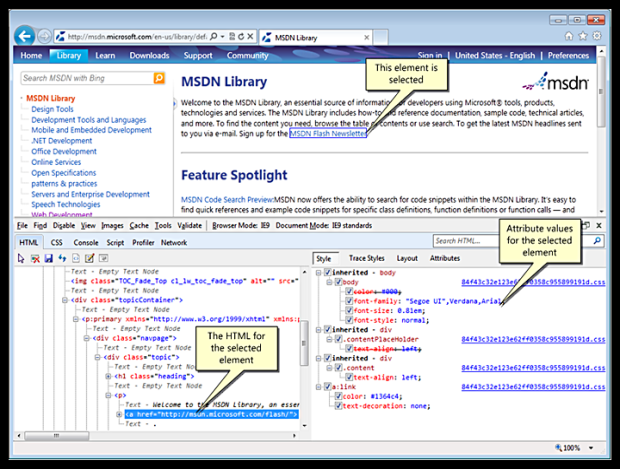 http://msdn.microsoft.com/en-us/library/def
MSDN Library
Home Library Learn Downloads Support Community Sign in United States - English Preferences
This element is
selected
Search MSDN with Bing
MSDN Library
msdn
MSDN Library
Design Tools
Development Tools and Languages
Mobile and Embedded Development
.NET Development
Office Development
Online Services
Open Specifications
patterns & practices
Servers and Enterprise Development
Speech Technologies
Web Development
Welcome to the MSDN Library, an essential source of information for developers using Microsoft® tools, products,
technologies and services. The MSDN Library includes how-to and reference documentation, sample code, technical articles,
and more. To find the content you need, browse the table of contents or use search. To get the latest MSDN headlines sent
to you via e-mail. Sign up for the MSDN Flash Newsletter
Feature Spotlight
MSDN Code Search Preview:MSDN now offers the ability to search for code snippets within the MSDN Library. It's easy to
find quick references and example code snippets for specific class definitions, function definitions or function calls — and
File Find Disable View Images Cache Tools Validate Browser Mode: IE9 Document Mode: IE9 standards
HTML CSS Console Script Profiler Network
Search HTML...
Attribute values
for the selected
element
Style Trace Styles Layout Attributes
Text - Empty Text Node
<img class="TOC_Fade_Top cl_lw_toc_fade_top" alt="" src="
Text - Empty Text Node
<div class="topicContainer">
Text - Empty Text Node
<p:primary xmlns:p="http://www.w3.org/1999/xhtml" xmlns:
Text - Empty Text Node
<div class="navpage">
Text - Empty Text Node
<div class="topic">
Text - Empty Text Node
<h1 class="heading">
Text - Empty Text Node
<p>
Text - Welcome to the MSDN Library, an essen
<a href="http://msdn.microsoft.com/flash/">
Text - .
The HTML for
the selected
element
inherited - body
body 84f43c32e123e62ff0358c955899191d.css
color: #000;
font-family: "Segoe UI",Verdana,Arial
font-size: 0.81em;
font-style: normal;
inherited - div
.contentPlaceHolder 84f43c32e123e62ff0358c955899191d.css
text-align: left;
inherited - div
.content 84f43c32e123e62ff0358c955899191d.css
text-align: left;
a:link 84f43c32e123e62ff0358c955899191d.css
color: #1364c4;
text-decoration: none;
100%